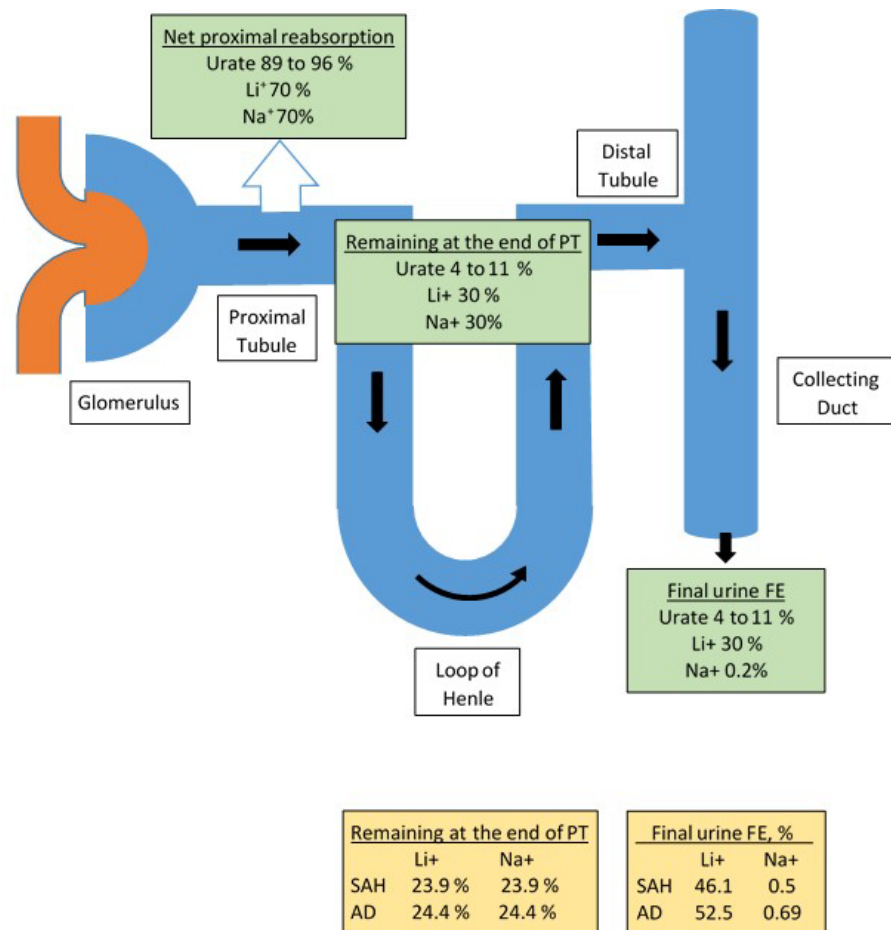 Net proximal reabsorption
Urate 89 to 96 %
Li⁺ 70 %
Na⁺ 70%
Distal
Tubule
Remaining at the end of PT
Urate 4 to 11 %
Li+ 30 %
Na+ 30%
Proximal
Tubule
Glomerulus
Collecting
Duct
Final urine FE
Urate 4 to 11 %
Li+ 30 %
Na+ 0.2%
Loop of
Henle
Remaining at the end of PT
Li+ Na+
SAH 23.9 % 23.9 %
AD 24.4 % 24.4 %
Final urine FE, %
Li+ Na+
SAH 46.1 0.5
AD 52.5 0.69